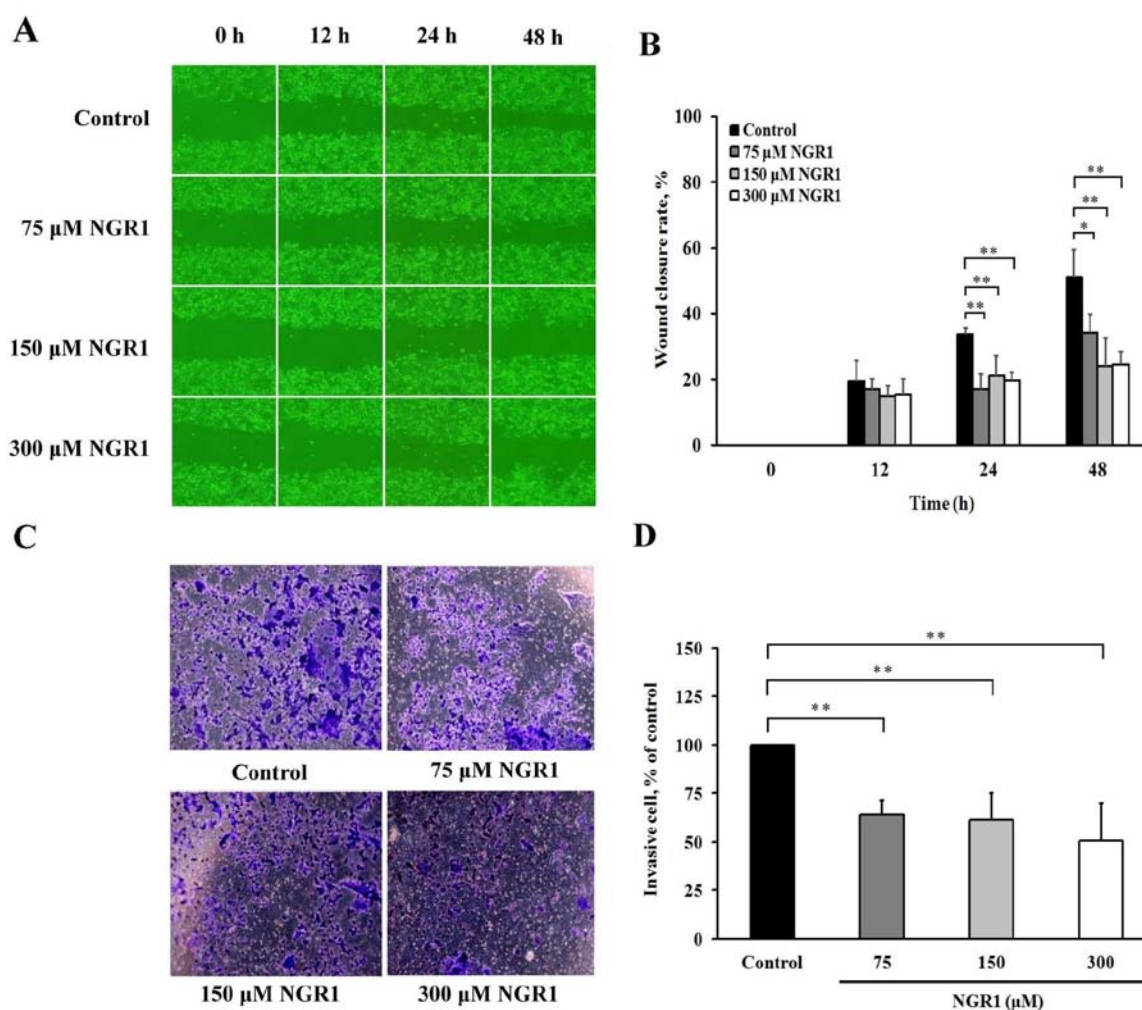 A
0 h 12 h 24 h 48 h
Control
75 µM NGR1
150 µM NGR1
300 µM NGR1
B
Wound closure rate, %
100
80
60
40
20
0
Control
75 µM NGR1
150 µM NGR1
300 µM NGR1
**
**
**
**
**
*
0 12 24 48
Time (h)
C
Control
75 µM NGR1
150 µM NGR1
300 µM NGR1
D
Invasive cell, % of control
150
125
100
75
50
25
0
**
**
**
Control 75 150 300
NGR1 (µM)